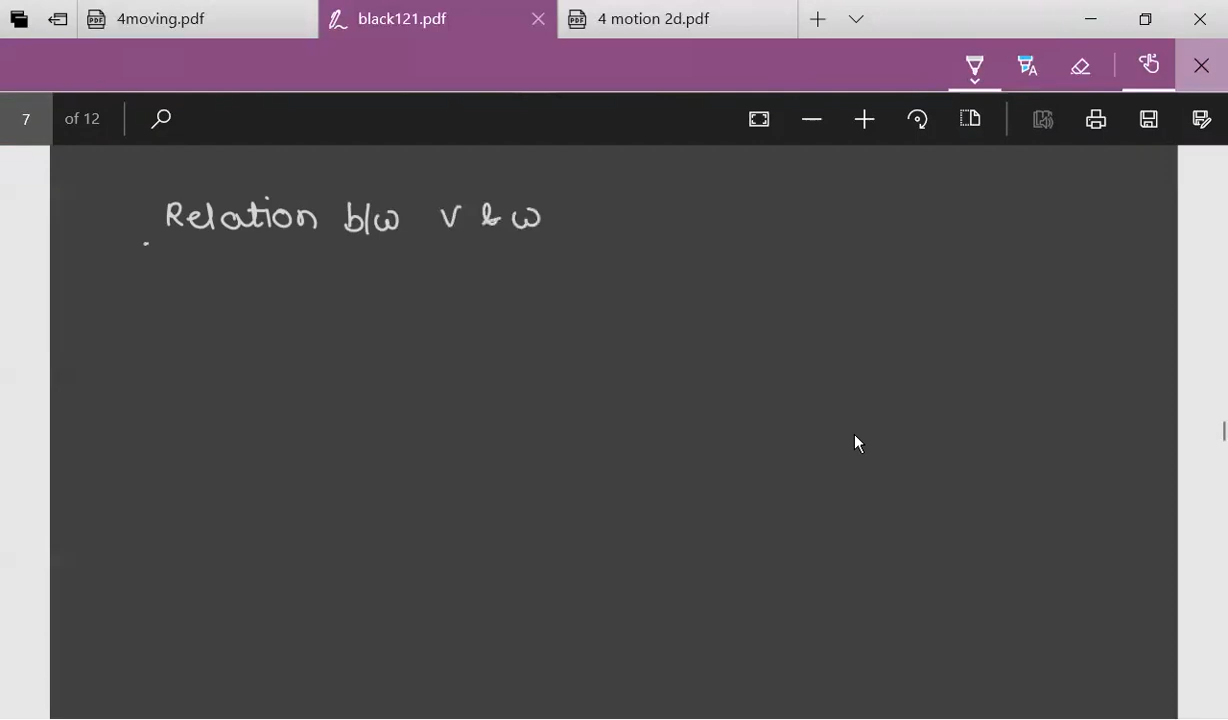 4moving.pdf black121.pdf 4 motion 2d.pdf
7 of 12
Relation b/w v & ω